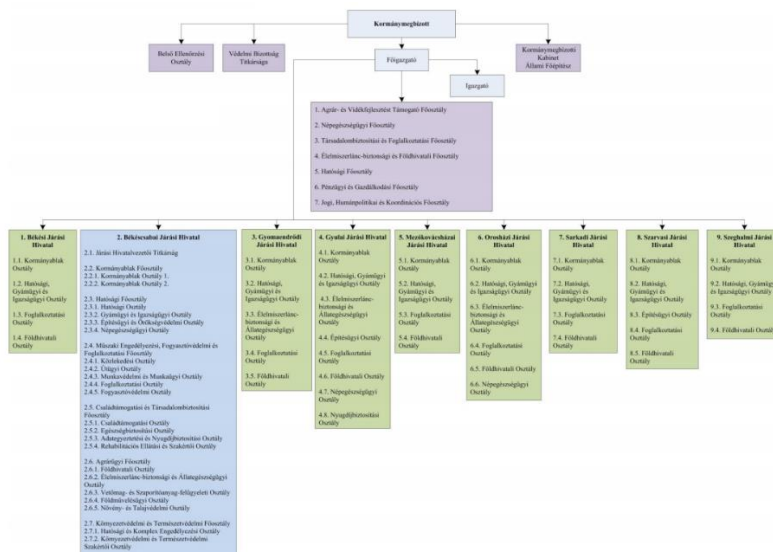 Kormánymegbízott
Belső Ellenőrzési
Osztály
Védelmi Bizottság
Titkársága
Kormánymegbízotti
Kabinet
Állami Főépítész
Főigazgató
Igazgató
1. Agrár- és Vidékfejlesztést Támogató Főosztály
2. Népegészségügyi Főosztály
3. Társadalombiztosítási és Foglalkoztatási Főosztály
4. Élelmiszerlánc-biztonsági és Földhivatali Főosztály
5. Hatósági Főosztály
6. Pénzügyi és Gazdálkodási Főosztály
7. Jogi, Humánpolitikai és Koordinációs Főosztály
1. Békési Járási
Hivatal
1.1. Kormányablak
Osztály
1.2. Hatósági,
Gyámügyi és
Igazságügyi Osztály
1.3. Foglalkoztatási
Osztály
1.4. Földhivatali
Osztály
2. Békéscsabai Járási Hivatal
2.1. Járási Hivatalvezetői Titkárság
2.2. Kormányablak Főosztály
2.2.1. Kormányablak Osztály 1.
2.2.2. Kormányablak Osztály 2.
2.3. Hatósági Főosztály
2.3.1. Hatósági Osztály
2.3.2. Gyámügyi és Igazságügyi Osztály
2.3.3. Építésügyi és Örökségvédelmi Osztály
2.3.4. Népegészségügyi Osztály
2.4. Műszaki Engedélyezési, Fogyasztóvédelmi és
Foglalkoztatási Főosztály
2.4.1. Közlekedési Osztály
2.4.2. Útügyi Osztály
2.4.3. Munkavédelmi és Munkaügyi Osztály
2.4.4. Foglalkoztatási Osztály
2.4.5. Fogyasztóvédelmi Osztály
2.5. Családtámogatási és Társadalombiztosítási
Főosztály
2.5.1. Családtámogatási Osztály
2.5.2. Egészségbiztosítási Osztály
2.5.3. Adategyeztetési és Nyugdíjbiztosítási Osztály
2.5.4. Rehabilitációs Ellátási és Szakértői Osztály
2.6. Agrárügyi Főosztály
2.6.1. Földhivatali Osztály
2.6.2. Élelmiszerlánc-biztonsági és Állategészségügyi
Osztály
2.6.3. Vetőmag- és Szaporítóanyag-felügyeleti Osztály
2.6.4. Földművelésügyi Osztály
2.6.5. Növény- és Talajvédelmi Osztály
2.7. Környezetvédelmi és Természetvédelmi Főosztály
2.7.1. Hatósági és Komplex Engedélyezési Osztály
2.7.2. Környezetvédelmi és Természetvédelmi
Szakértői Osztály
3. Gyomaendrődi
Járási Hivatal
3.1. Kormányablak
Osztály
3.2. Hatósági,
Gyámügyi és
Igazságügyi Osztály
3.3. Élelmiszerlánc-
biztonsági és
Állategészségügyi
Osztály
3.4. Foglalkoztatási
Osztály
3.5. Földhivatali
Osztály
4. Gyulai Járási
Hivatal
4.1. Kormányablak
Osztály
4.2. Hatósági, Gyámügyi
és Igazságügyi Osztály
4.3. Élelmiszerlánc-
biztonsági és
Állategészségügyi
Osztály
4.4. Építésügyi Osztály
4.5. Foglalkoztatási
Osztály
4.6. Földhivatali Osztály
4.7. Népegészségügyi
Osztály
4.8. Nyugdíjbiztosítási
Osztály
5. Mezőkovácsházai
Járási Hivatal
5.1. Kormányablak
Osztály
5.2. Hatósági,
Gyámügyi és
Igazságügyi Osztály
5.3. Foglalkoztatási
Osztály
5.4. Földhivatali
Osztály
6. Orosházi Járási
Hivatal
6.1. Kormányablak
Osztály
6.2. Hatósági, Gyámügyi
és Igazságügyi Osztály
6.3. Élelmiszerlánc-
biztonsági és
Állategészségügyi
Osztály
6.4. Foglalkoztatási
Osztály
6.5. Földhivatali Osztály
6.6. Népegészségügyi
Osztály
7. Sarkadi Járási
Hivatal
7.1. Kormányablak
Osztály
7.2. Hatósági,
Gyámügyi és
Igazságügyi Osztály
7.3. Foglalkoztatási
Osztály
7.4. Földhivatali
Osztály
8. Szarvasi Járási
Hivatal
8.1. Kormányablak
Osztály
8.2. Hatósági,
Gyámügyi és
Igazságügyi Osztály
8.3. Építésügyi Osztály
8.4. Foglalkoztatási
Osztály
8.5. Földhivatali
Osztály
9. Szeghalmi Járási
Hivatal
9.1. Kormányablak
Osztály
9.2. Hatósági, Gyámügyi
és Igazságügyi Osztály
9.3. Foglalkoztatási
Osztály
9.4. Földhivatali Osztály